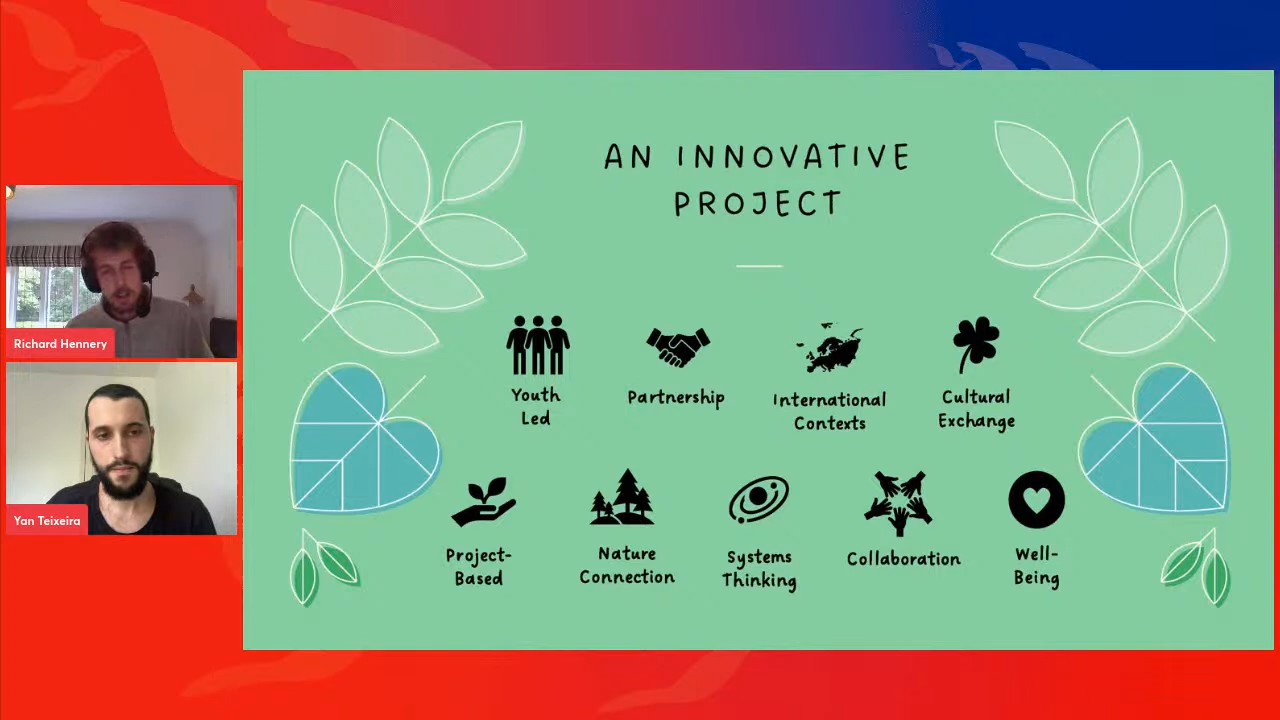 AN INNOVATIVE
PROJECT
Youth
Led
Partnership
International
Contexts
Cultural
Exchange
Project-
Based
Nature
Connection
Systems
Thinking
Collaboration
Well-
Being
Richard Hennery
Yan Teixeira